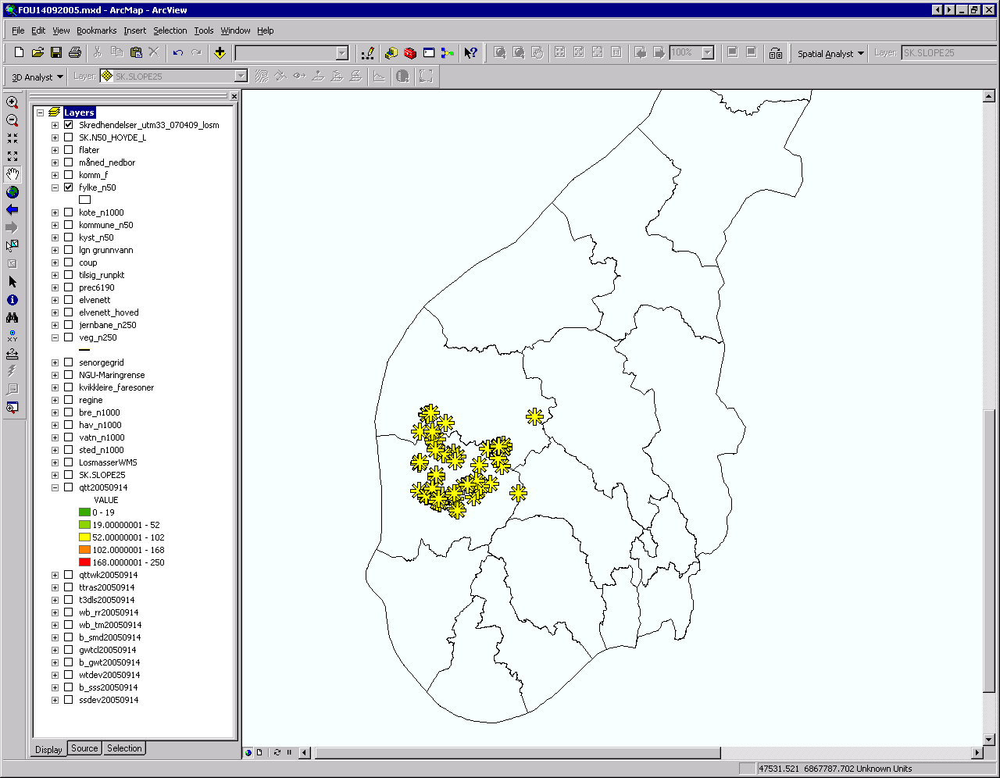 FOU14092005.mxd - ArcMap - ArcView
File Edit View Bookmarks Insert Selection Tools Window Help
100% Spatial Analyst Layer: SK.SLOPE25
3D Analyst Layer: SK.SLOPE25
Layers
Skredhendelser_utm33_070409_losm
SK.N50_HOYDE_L
flater
måned_nedbor
komm_f
fylke_n50
kote_n1000
kommune_n50
kyst_n50
lgn grunnvann
coup
tilsig_runpkt
prec6190
elvenett
elvenett_hoved
jernbane_n250
veg_n250
senorgegrid
NGU-Maringrense
kvikkleire_faresoner
regine
bre_n1000
hav_n1000
vatn_n1000
sted_n1000
LosmasserWMS
SK.SLOPE25
qtt20050914
VALUE
0 - 19
19.00000001 - 52
52.00000001 - 102
102.0000001 - 168
168.0000001 - 250
qttwk20050914
ttras20050914
t3dls20050914
wb_rr20050914
wb_tm20050914
b_smd20050914
gwtcl20050914
b_gwt20050914
wtdev20050914
b_sss20050914
ssdev20050914
Display Source Selection
47531.521 6867787.702 Unknown Units